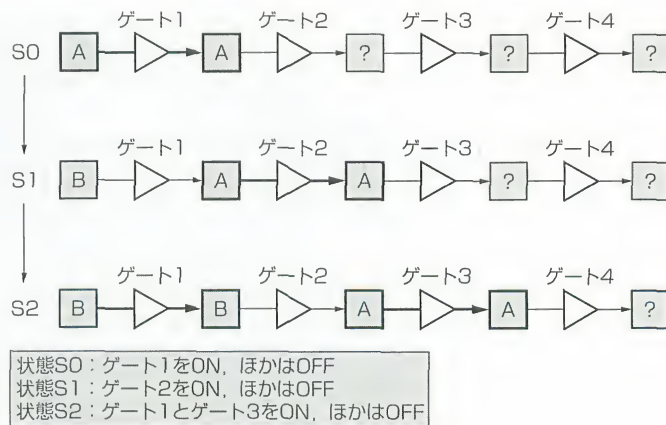 ゲート1 ゲート2 ゲート3 ゲート4
S0 A A ? ? ?
ゲート1 ゲート2 ゲート3 ゲート4
S1 B A A ? ?
ゲート1 ゲート2 ゲート3 ゲート4
S2 B B A A ?
状態S0：ゲート1をON，ほかはOFF
状態S1：ゲート2をON，ほかはOFF
状態S2：ゲート1とゲート3をON，ほかはOFF